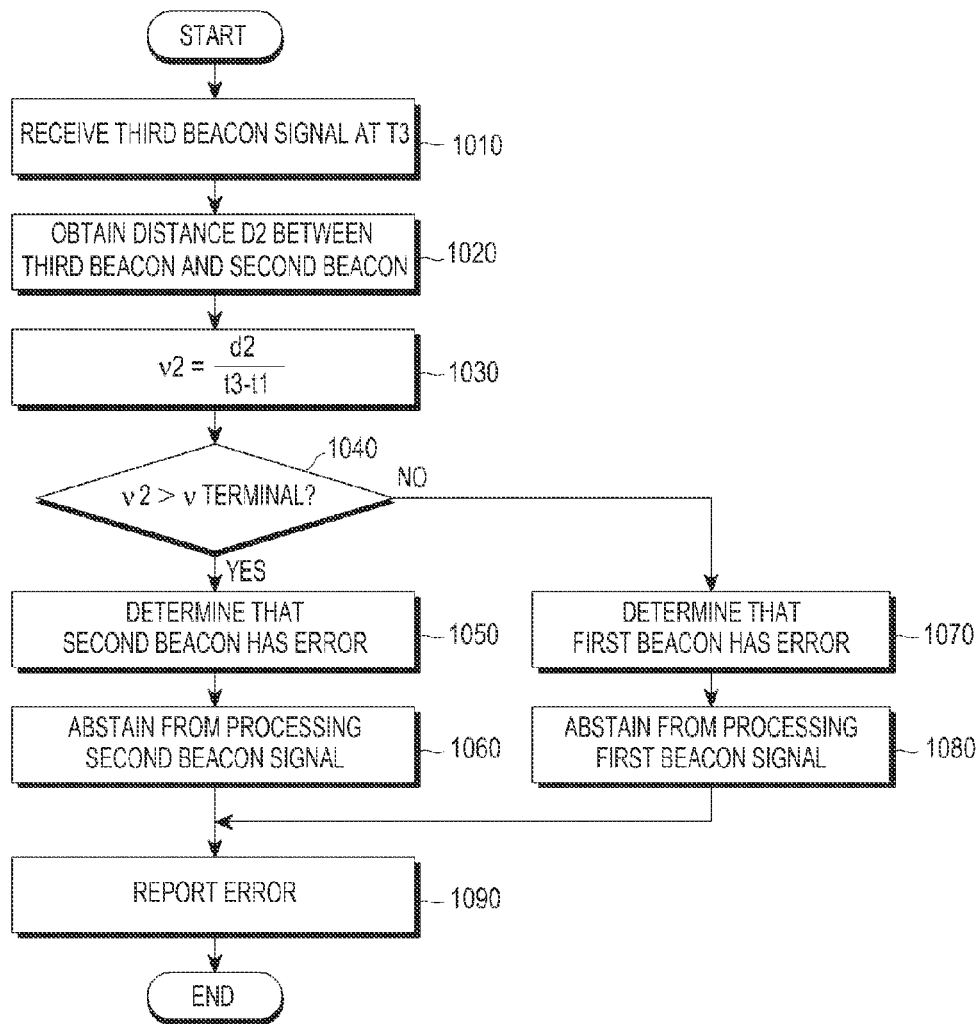 START
RECEIVE THIRD BEACON SIGNAL AT T3
1010
OBTAIN DISTANCE D2 BETWEEN
THIRD BEACON AND SECOND BEACON
1020
v2 = d2
t3-t1
1030
1040
v2 > v TERMINAL?
NO
YES
DETERMINE THAT
SECOND BEACON HAS ERROR
1050
DETERMINE THAT
FIRST BEACON HAS ERROR
1070
ABSTAIN FROM PROCESSING
SECOND BEACON SIGNAL
1060
ABSTAIN FROM PROCESSING
FIRST BEACON SIGNAL
1080
REPORT ERROR
1090
END